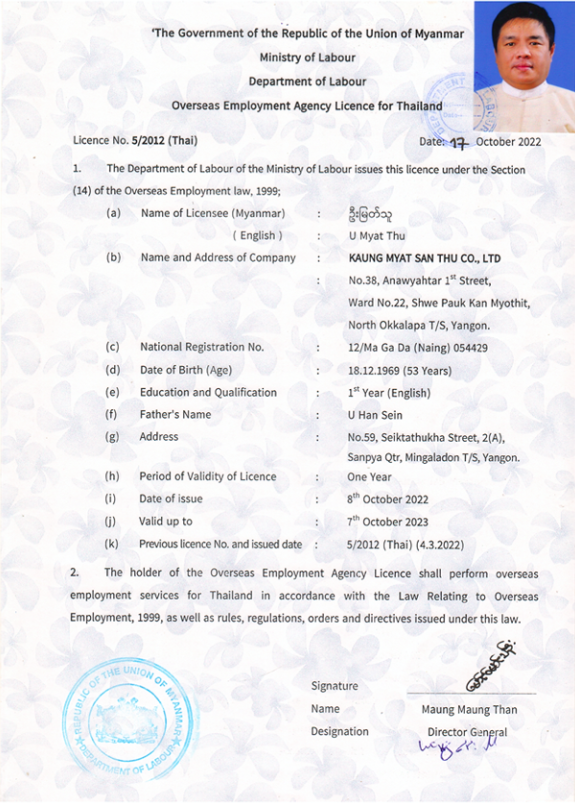 'The Government of the Republic of the Union of Myanmar
Ministry of Labour
Department of Labour
Overseas Employment Agency Licence for Thailand
Licence No. 5/2012 (Thai) Date: 17 October 2022
1. The Department of Labour of the Ministry of Labour issues this licence under the Section
(14) of the Overseas Employment law, 1999;
(a) Name of Licensee (Myanmar) : ဦးမြတ်သူ
( English ) : U Myat Thu
(b) Name and Address of Company : KAUNG MYAT SAN THU CO., LTD
: No.38, Anawyahtar 1st Street,
Ward No.22, Shwe Pauk Kan Myothit,
North Okkalapa T/S, Yangon.
(c) National Registration No. : 12/Ma Ga Da (Naing) 054429
(d) Date of Birth (Age) : 18.12.1969 (53 Years)
(e) Education and Qualification : 1st Year (English)
(f) Father's Name : U Han Sein
(g) Address : No.59, Seiktathukha Street, 2(A),
Sanpya Qtr, Mingaladon T/S, Yangon.
(h) Period of Validity of Licence : One Year
(i) Date of issue : 8th October 2022
(j) Valid up to : 7th October 2023
(k) Previous licence No. and issued date : 5/2012 (Thai) (4.3.2022)
2. The holder of the Overseas Employment Agency Licence shall perform overseas
employment services for Thailand in accordance with the Law Relating to Overseas
Employment, 1999, as well as rules, regulations, orders and directives issued under this law.
Signature
Name Maung Maung Than
Designation Director General
REPUBLIC OF THE UNION OF MYANMAR
DEPARTMENT OF LABOUR